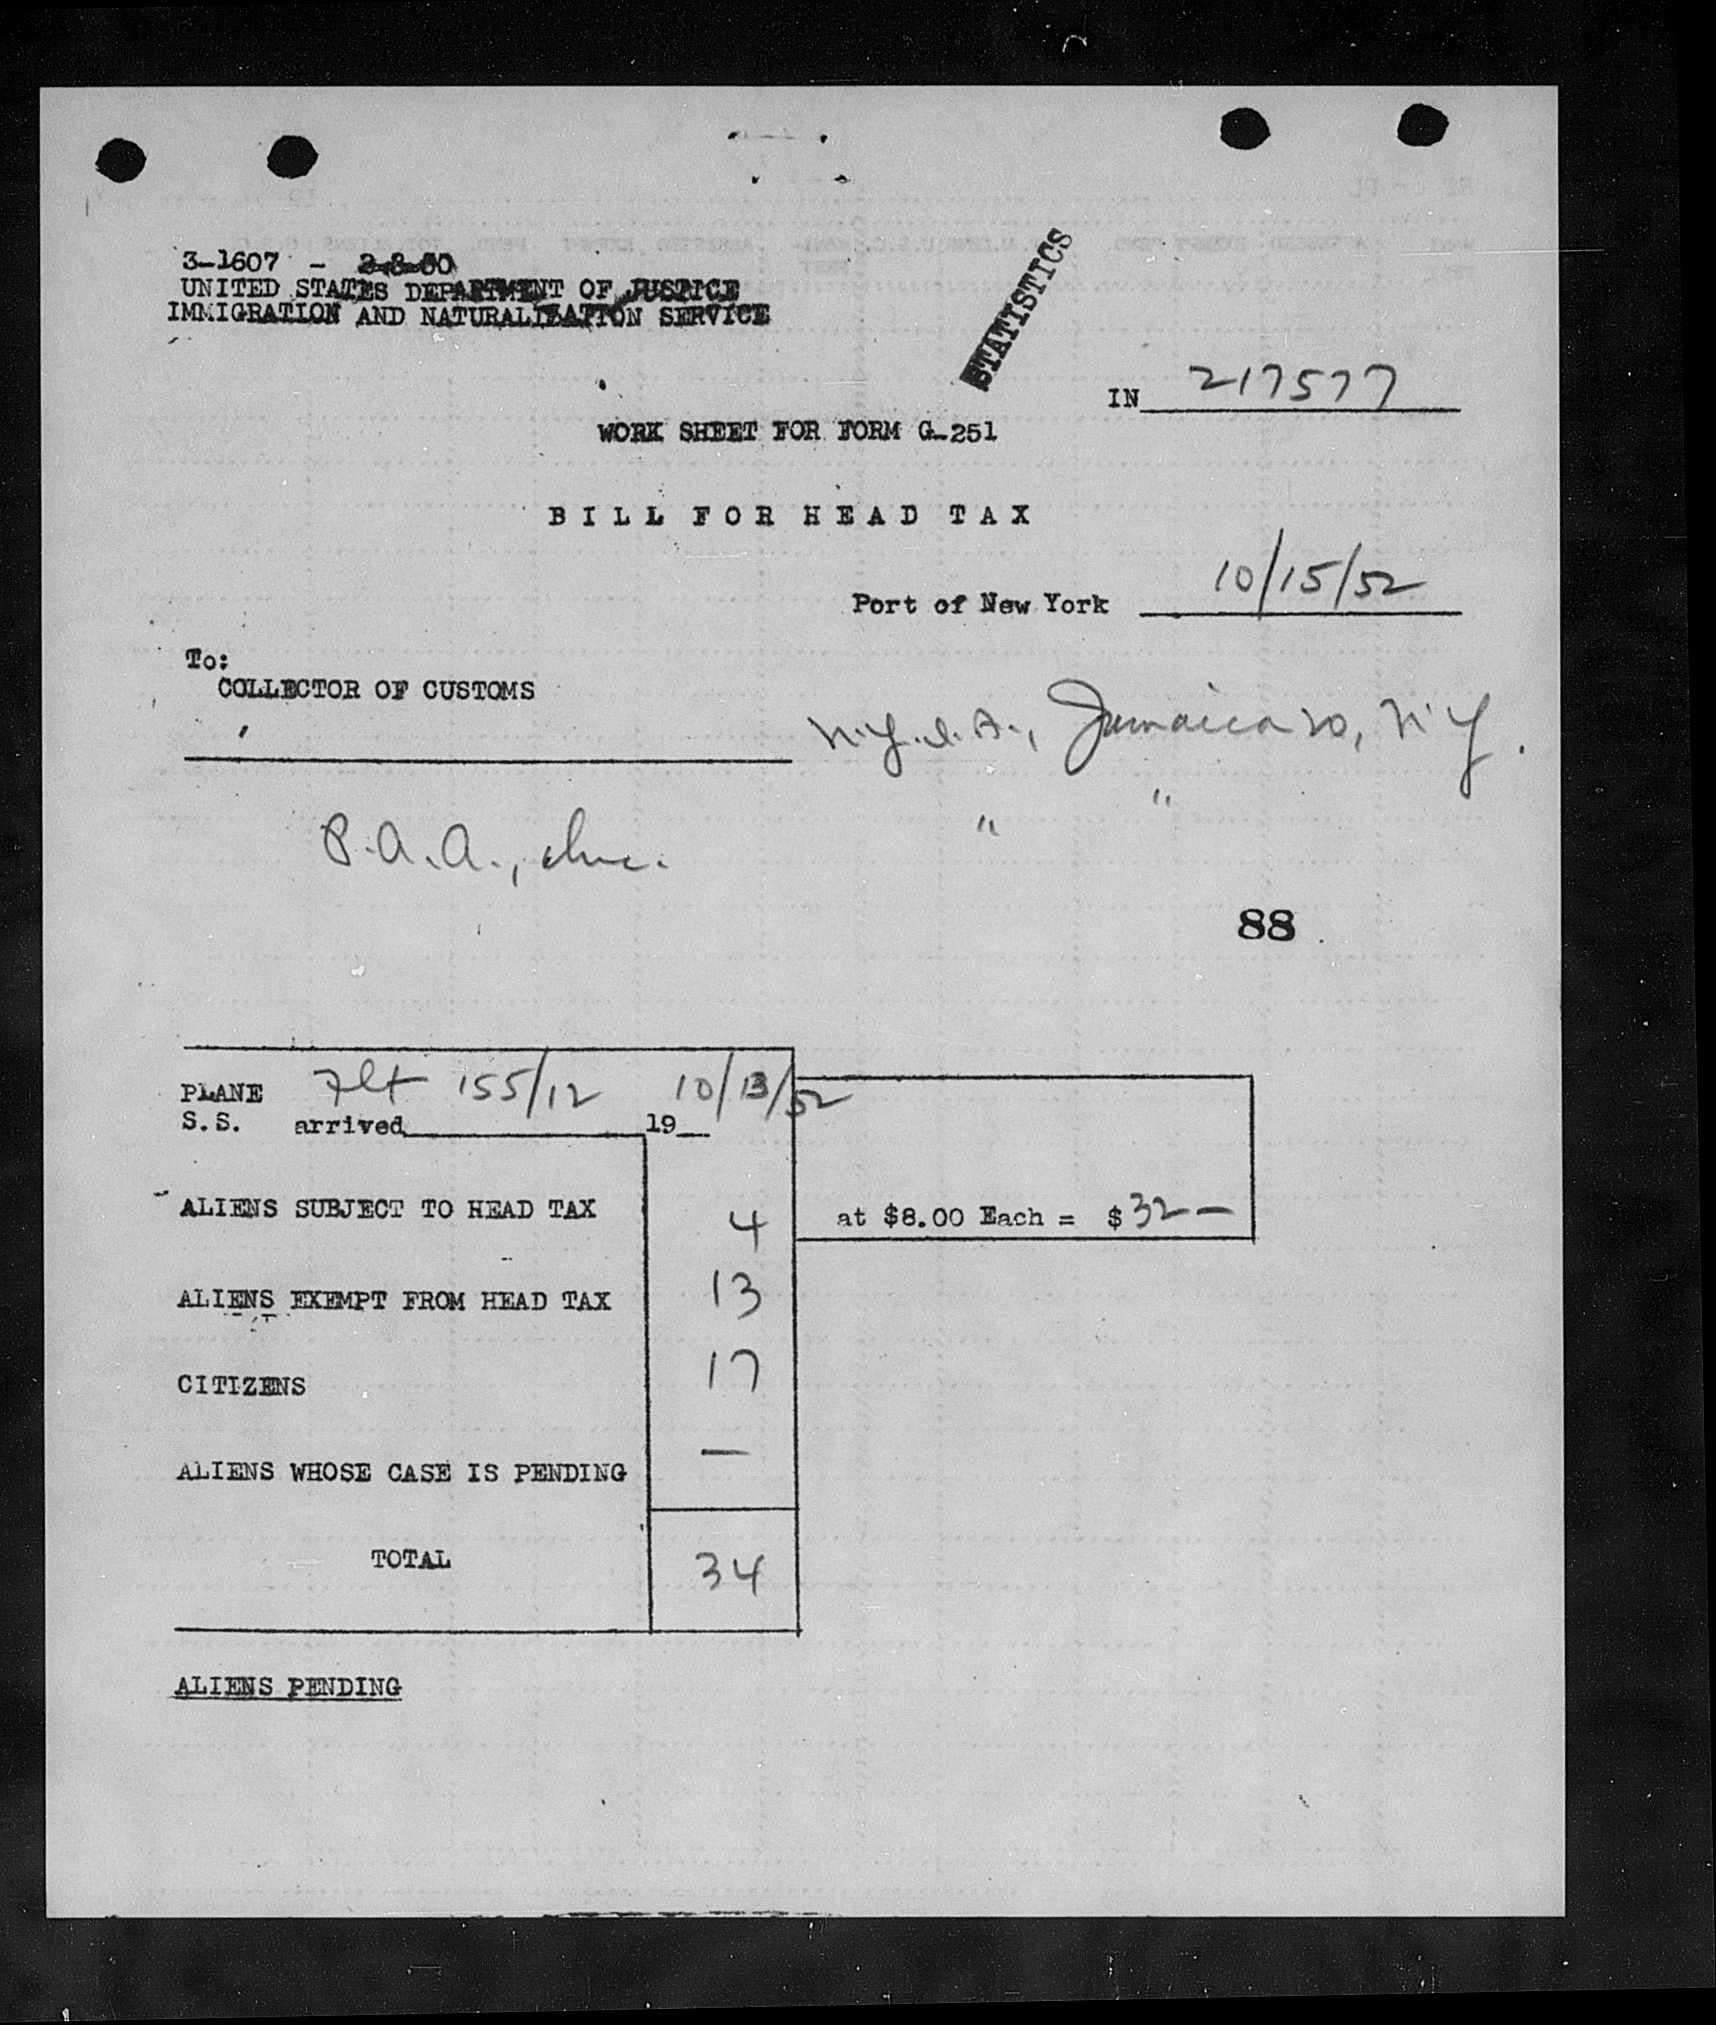 3-1607 - 2-8-50
UNITED STATES DEPARTMENT OF JUSTICE
IMMIGRATION AND NATURALIZATION SERVICE
STATISTICS
IN 217577
WORK SHEET FOR FORM G-251
BILL FOR HEAD TAX
Port of New York 10/15/52
To:
COLLECTOR OF CUSTOMS
N.Y.I.A., Jamaica 20, N.Y.
P.A.A., Inc. " "
88
PLANE Flt 155/12 10/13/52
S.S. arrived 19
ALIENS SUBJECT TO HEAD TAX 4 at $8.00 Each = $32—
ALIENS EXEMPT FROM HEAD TAX 13
CITIZENS 17
ALIENS WHOSE CASE IS PENDING —
TOTAL 34
ALIENS PENDING